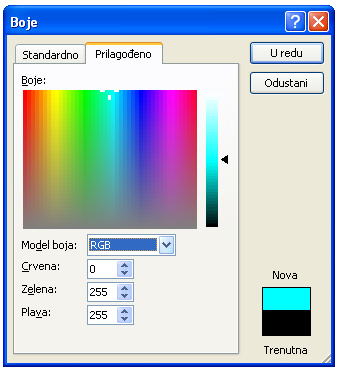 Boje
Standardno
Prilagođeno
U redu
Odustani
Boje:
Model boja:
RGB
Crvena:
0
Zelena:
255
Plava:
255
Nova
Trenutna